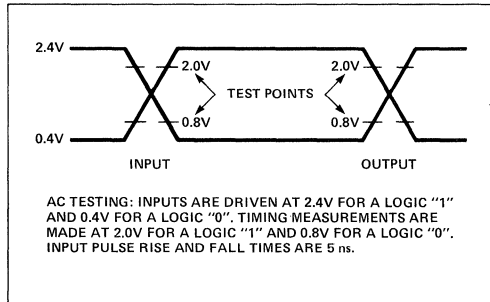 2.4V
2.0V 2.0V
TEST POINTS
0.8V 0.8V
0.4V
INPUT OUTPUT
AC TESTING: INPUTS ARE DRIVEN AT 2.4V FOR A LOGIC "1"
AND 0.4V FOR A LOGIC "0". TIMING MEASUREMENTS ARE
MADE AT 2.0V FOR A LOGIC "1" AND 0.8V FOR A LOGIC "0".
INPUT PULSE RISE AND FALL TIMES ARE 5 ns.